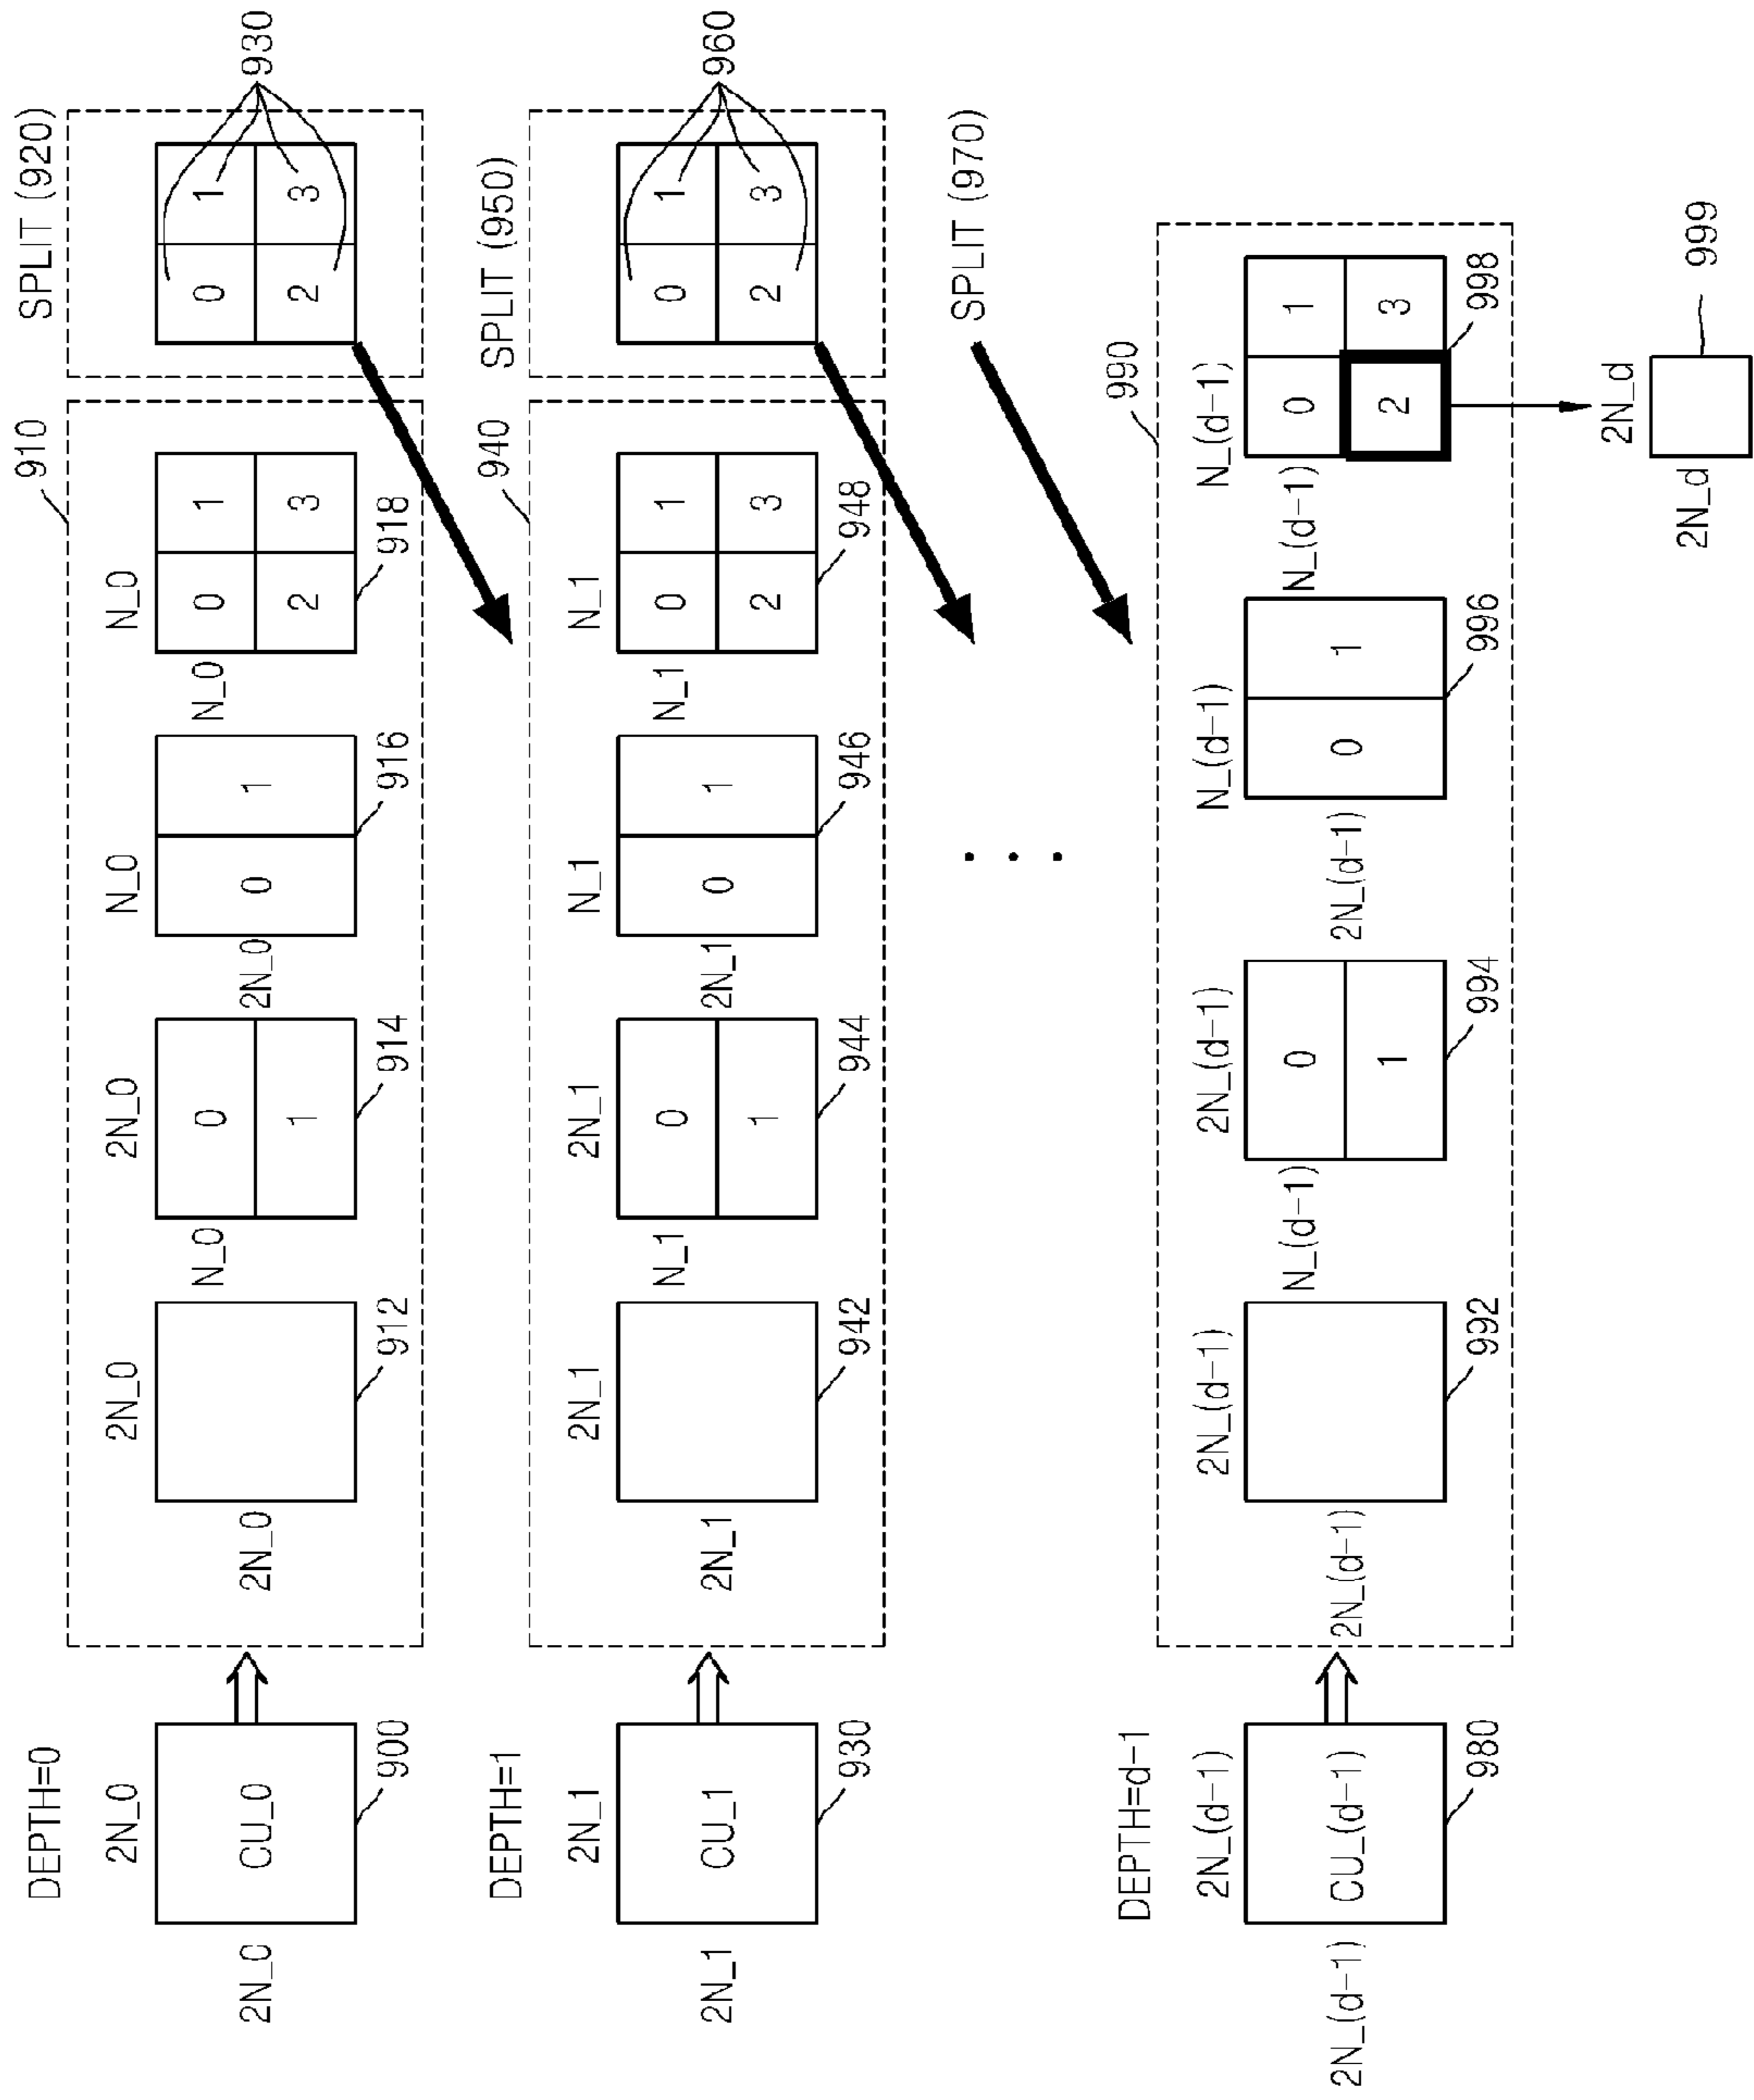 DEPTH=0
2N_0
2N_0
CU_0
900
910
2N_0
2N_0
912
2N_0
N_0
0
1
914
N_0
2N_0
0
1
916
N_0
N_0
0
1
2
3
918
SPLIT (920)
0
1
2
3
930
DEPTH=1
2N_1
2N_1
CU_1
930
940
2N_1
2N_1
942
2N_1
N_1
0
1
944
N_1
2N_1
0
1
946
N_1
N_1
0
1
2
3
948
SPLIT (950)
0
1
2
3
960
SPLIT (970)
DEPTH=d-1
2N_(d-1)
2N_(d-1)
CU_(d-1)
980
990
2N_(d-1)
2N_(d-1)
992
2N_(d-1)
N_(d-1)
0
1
994
N_(d-1)
2N_(d-1)
0
1
996
N_(d-1)
N_(d-1)
0
1
2
3
998
2N_d
2N_d
999